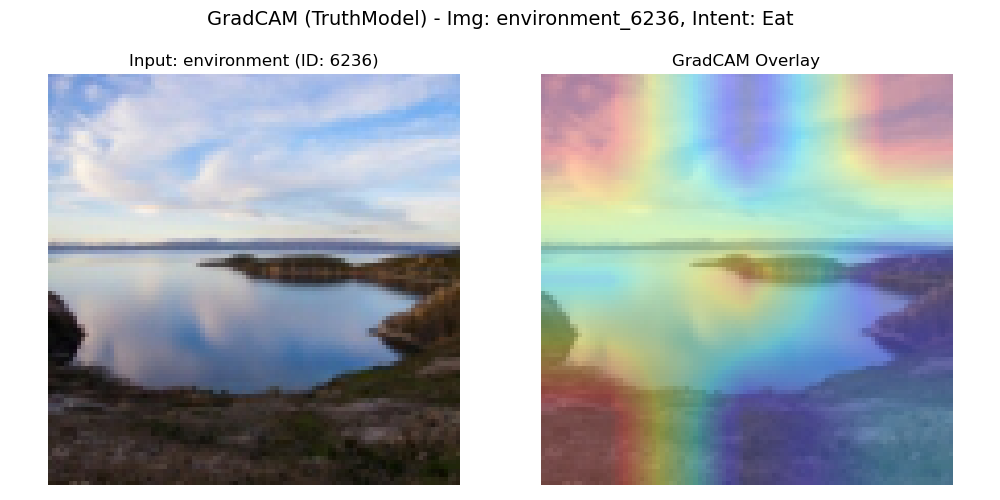 GradCAM (TruthModel) - Img: environment_6236, Intent: Eat
Input: environment (ID: 6236)
GradCAM Overlay